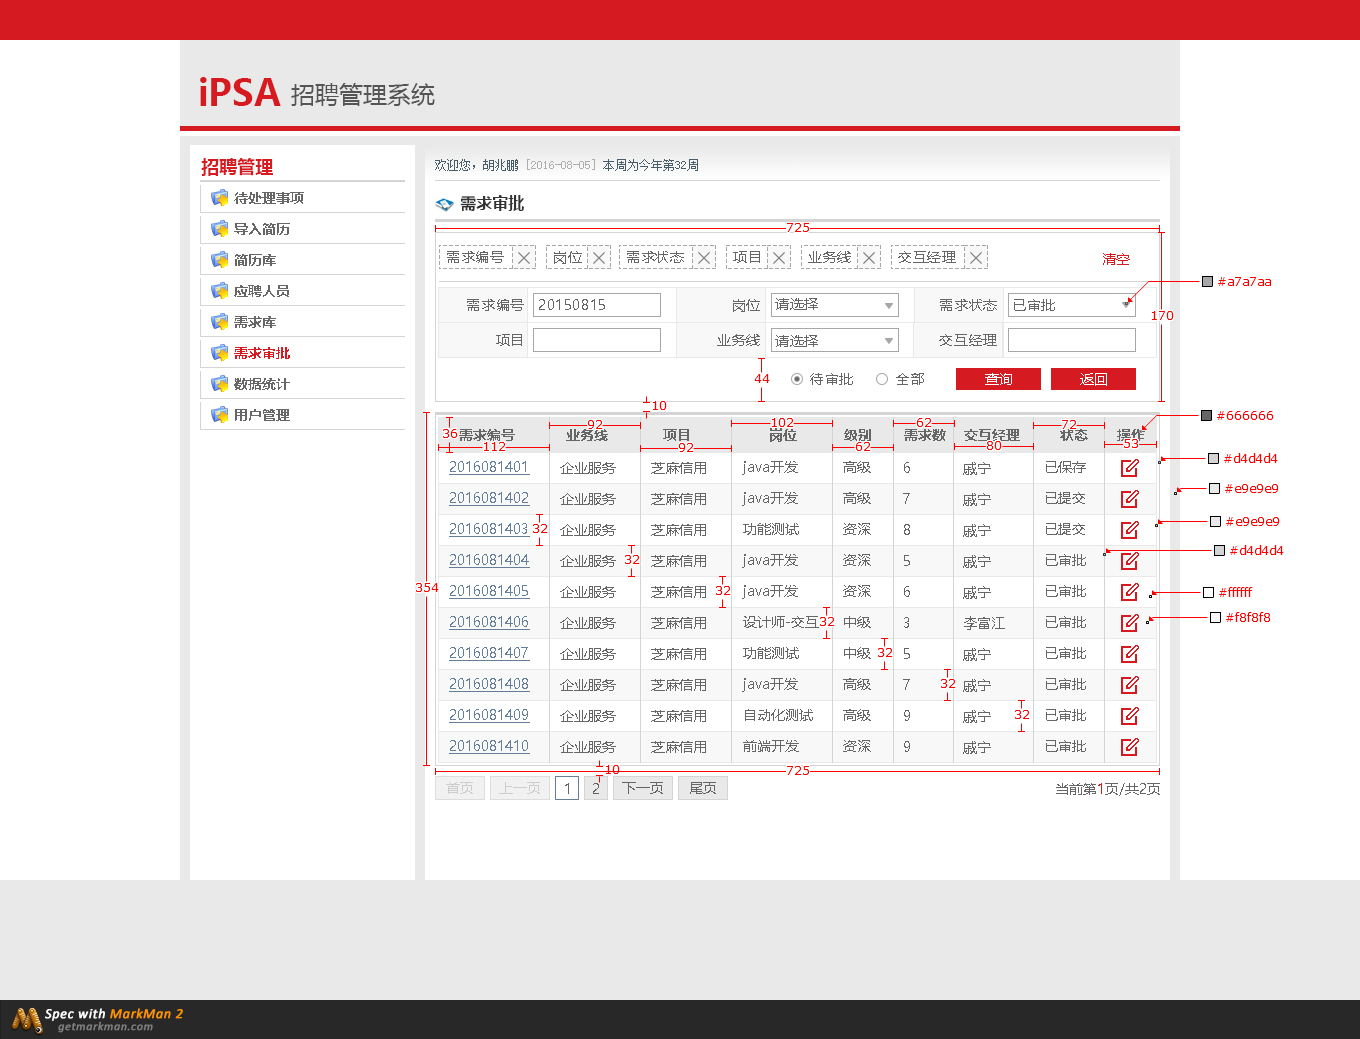 iPSA 招聘管理系统
招聘管理
待处理事项
导入简历
简历库
应聘人员
需求库
需求审批
数据统计
用户管理
欢迎您，胡兆鹏 [2016-08-05] 本周为今年第32周
需求审批
725
需求编号 岗位 需求状态 项目 业务线 交互经理 清空
#a7a7aa
需求编号 20150815 岗位 请选择 需求状态 已审批
170
项目 业务线 请选择 交互经理
44 待审批 全部 查询 返回
10
#666666
36 92 102 62 72
需求编号 业务线 项目 岗位 级别 需求数 交互经理 状态 操作
112 92 62 80 53
#d4d4d4
2016081401 企业服务 芝麻信用 java开发 高级 6 戚宁 已保存
#e9e9e9
2016081402 企业服务 芝麻信用 java开发 高级 7 戚宁 已提交
#e9e9e9
2016081403 32 企业服务 芝麻信用 功能测试 资深 8 戚宁 已提交
#d4d4d4
2016081404 企业服务 32 芝麻信用 java开发 资深 5 戚宁 已审批
354
2016081405 企业服务 芝麻信用 32 java开发 资深 6 戚宁 已审批
#ffffff
2016081406 企业服务 芝麻信用 设计师-交互 32 中级 3 李富江 已审批
#f8f8f8
2016081407 企业服务 芝麻信用 功能测试 中级 32 5 戚宁 已审批
2016081408 企业服务 芝麻信用 java开发 高级 7 32 戚宁 已审批
2016081409 企业服务 芝麻信用 自动化测试 高级 9 戚宁 32 已审批
2016081410 企业服务 芝麻信用 前端开发 资深 9 戚宁 已审批
10 725
首页 上一页 1 2 下一页 尾页 当前第1页/共2页
Spec with MarkMan 2
getmarkman.com